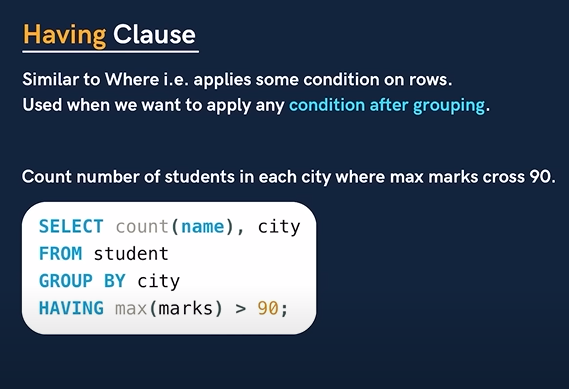 Having Clause
Similar to Where i.e. applies some condition on rows.
Used when we want to apply any condition after grouping.
Count number of students in each city where max marks cross 90.
SELECT count(name), city
FROM student
GROUP BY city
HAVING max(marks) > 90;